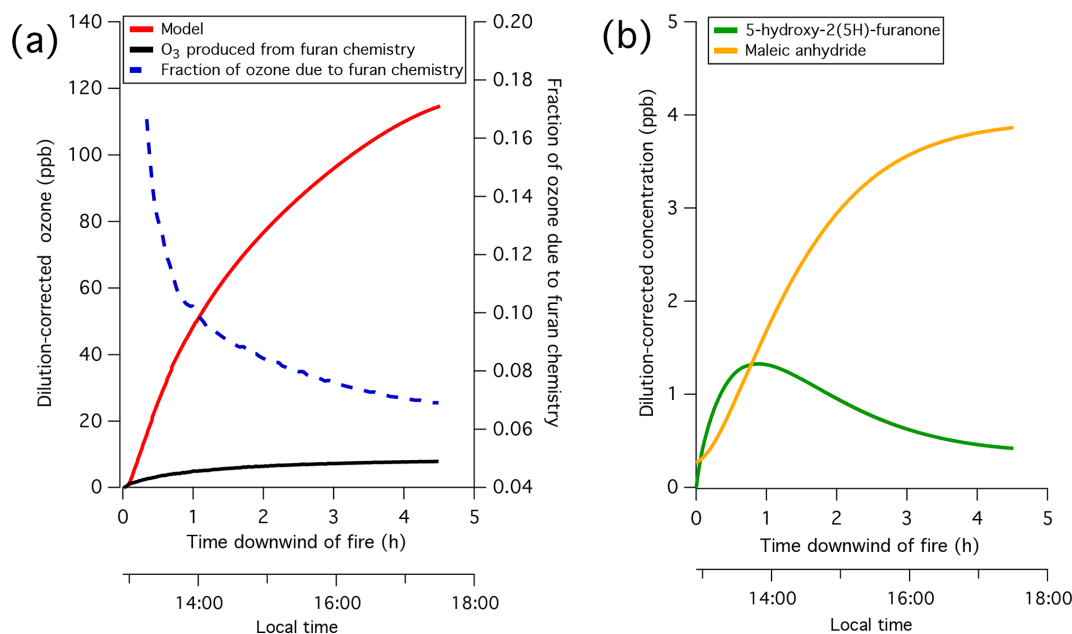 (a)
Model
O3 produced from furan chemistry
Fraction of ozone due to furan chemistry
140
120
100
80
60
40
20
0
Dilution-corrected ozone (ppb)
0.20
0.18
0.16
0.14
0.12
0.10
0.08
0.06
0.04
Fraction of ozone due to furan chemistry
0 1 2 3 4 5
Time downwind of fire (h)
14:00 16:00 18:00
Local time
(b)
5-hydroxy-2(5H)-furanone
Maleic anhydride
5
4
3
2
1
0
Dilution-corrected concentration (ppb)
0 1 2 3 4 5
Time downwind of fire (h)
14:00 16:00 18:00
Local time